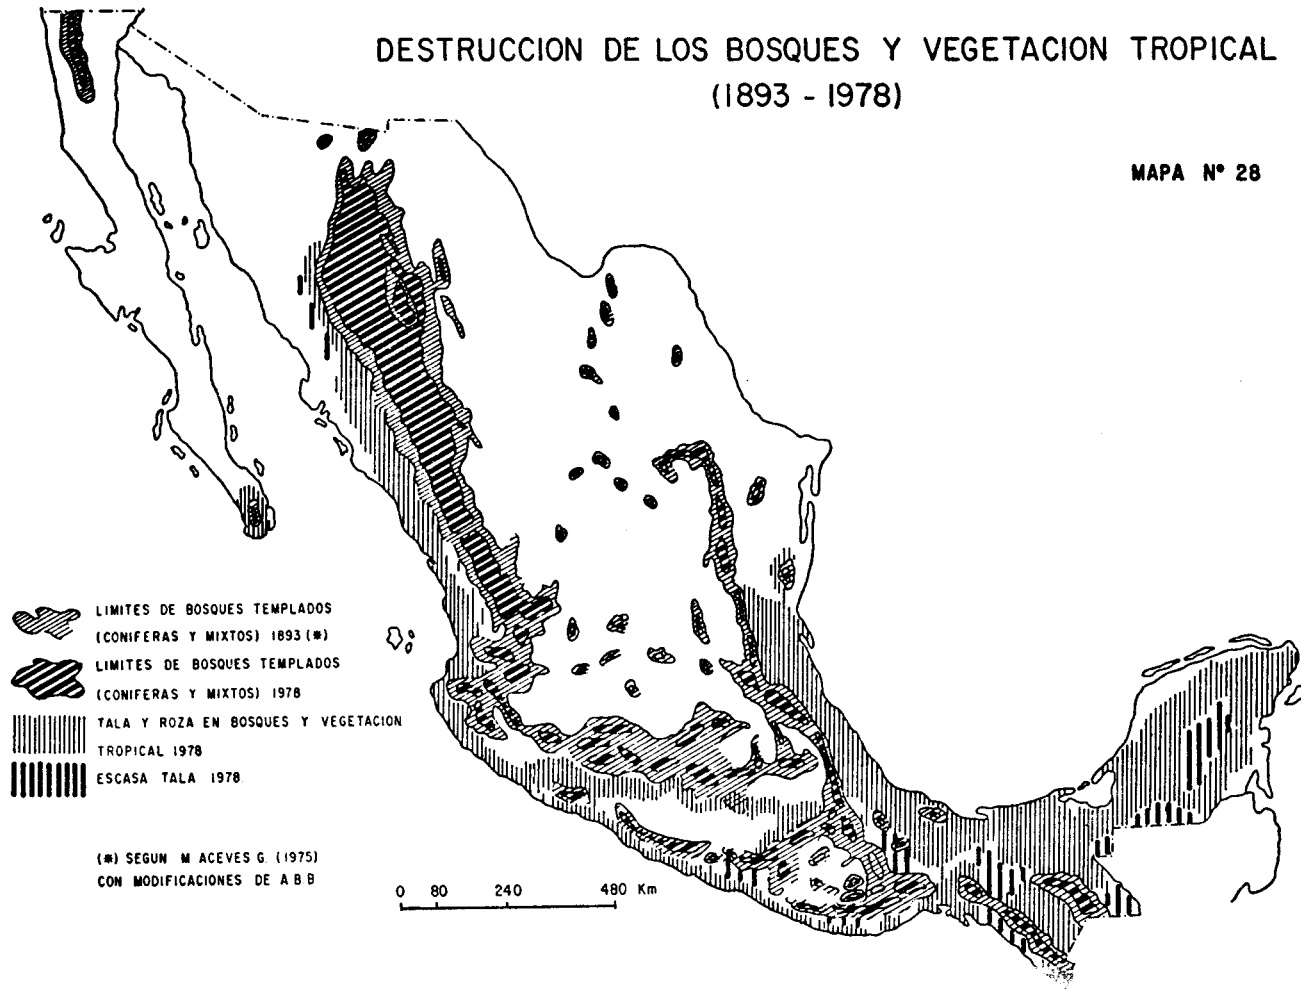 DESTRUCCION DE LOS BOSQUES Y VEGETACION TROPICAL
(1893 - 1978)
MAPA Nº 28
LIMITES DE BOSQUES TEMPLADOS
(CONIFERAS Y MIXTOS) 1893 (*)
LIMITES DE BOSQUES TEMPLADOS
(CONIFERAS Y MIXTOS) 1978
TALA Y ROZA EN BOSQUES Y VEGETACION
TROPICAL 1978
ESCASA TALA 1978
(*) SEGUN M ACEVES G. (1975)
CON MODIFICACIONES DE A B B
0 80 240 480 Km